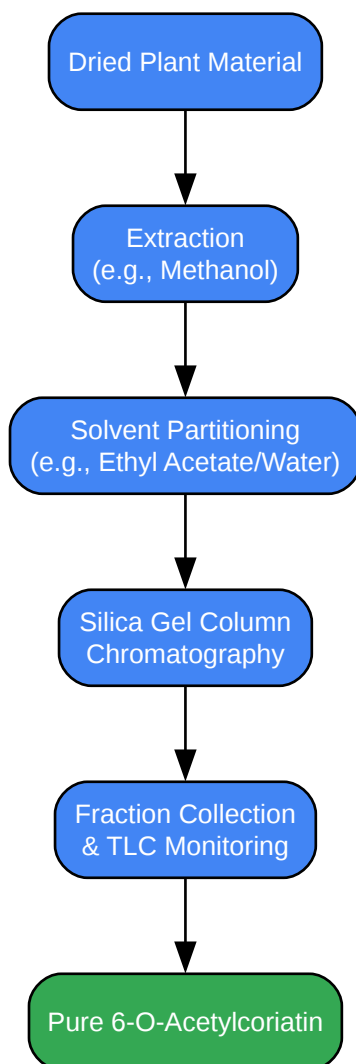 Dried Plant Material
Extraction
(e.g., Methanol)
Solvent Partitioning
(e.g., Ethyl Acetate/Water)
Silica Gel Column
Chromatography
Fraction Collection
& TLC Monitoring
Pure 6-O-Acetylcoriatin